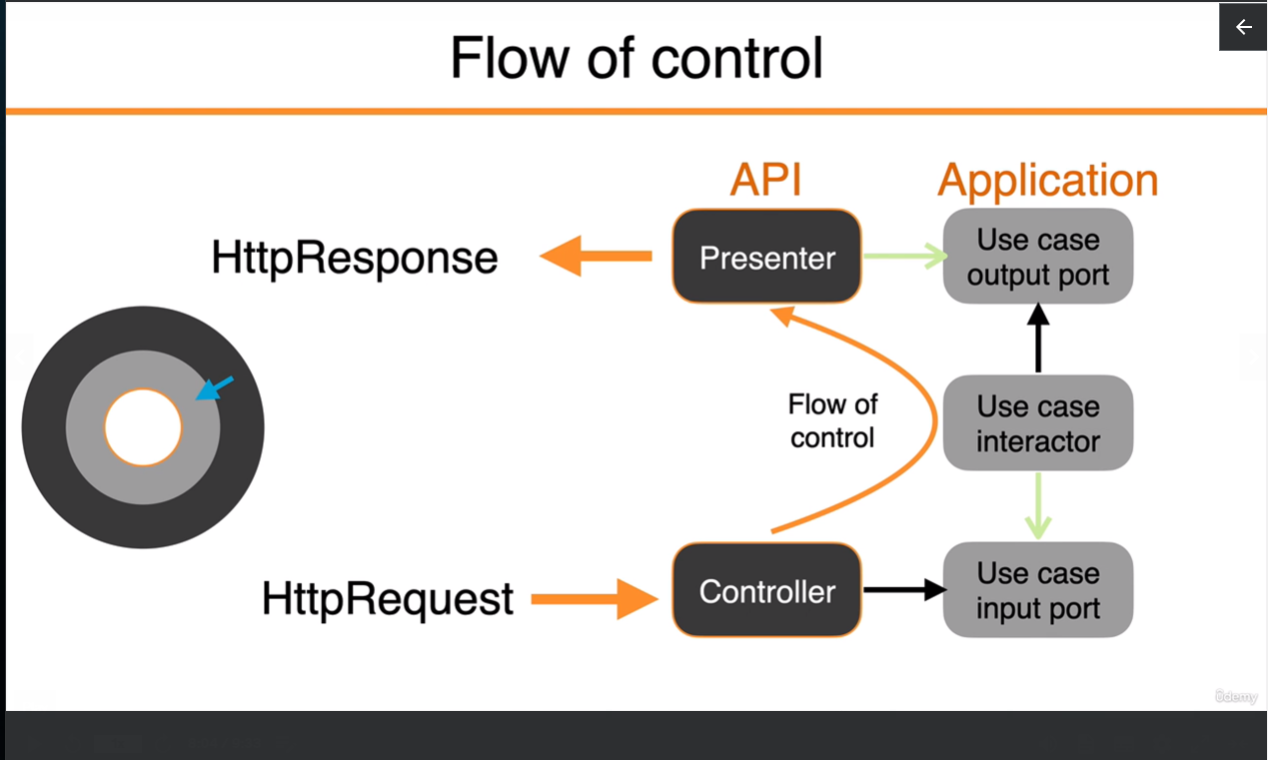 Flow of control
API
Application
HttpResponse
Presenter
Use case
output port
Flow of
control
Use case
interactor
HttpRequest
Controller
Use case
input port
Udemy